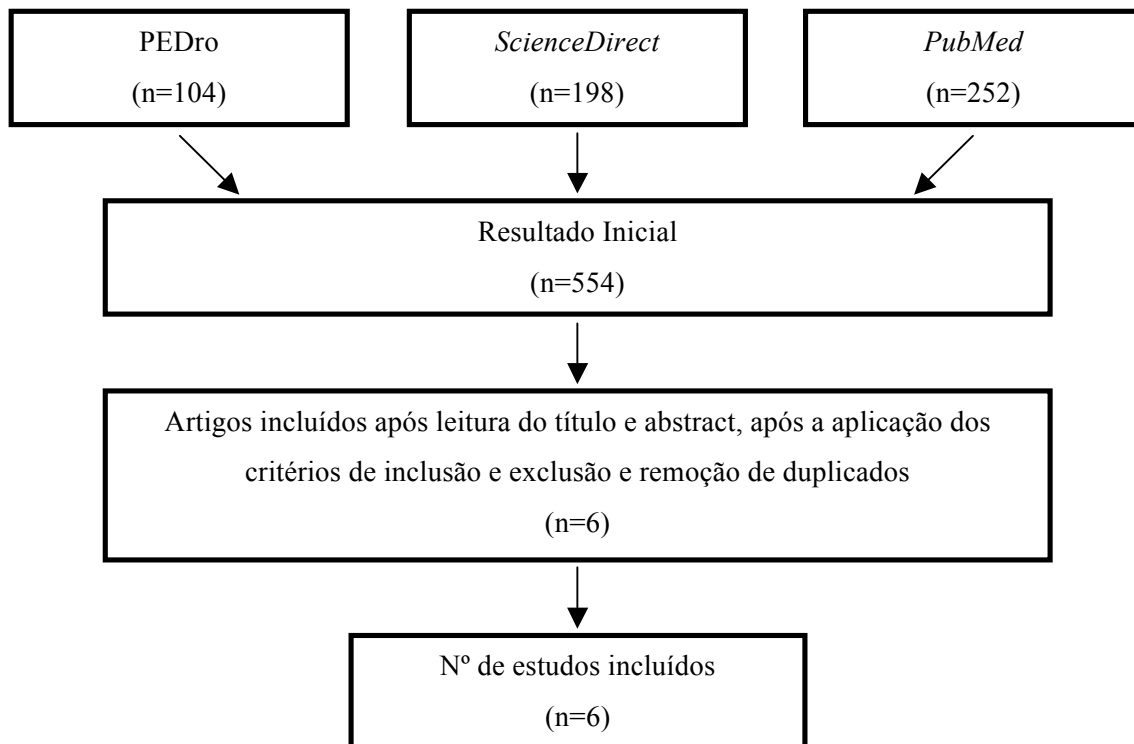 PEDro
(n=104)
ScienceDirect
(n=198)
PubMed
(n=252)
Resultado Inicial
(n=554)
Artigos incluídos após leitura do título e abstract, após a aplicação dos
critérios de inclusão e exclusão e remoção de duplicados
(n=6)
Nº de estudos incluídos
(n=6)